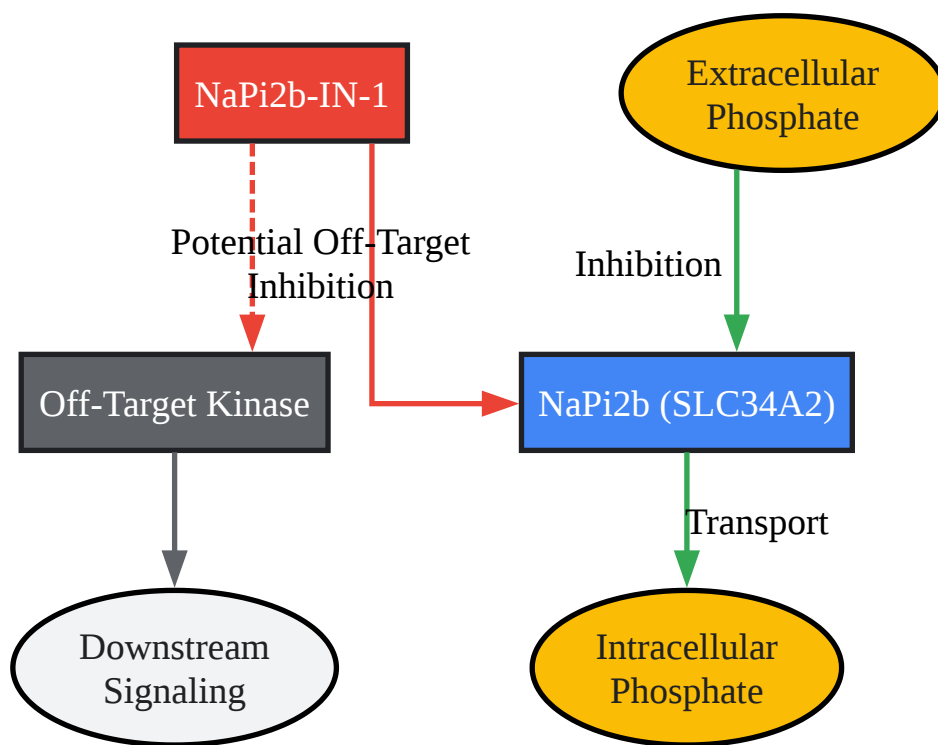 NaPi2b-IN-1
Extracellular
Phosphate
Potential Off-Target
Inhibition
Inhibition
Off-Target Kinase
NaPi2b (SLC34A2)
Transport
Downstream
Signaling
Intracellular
Phosphate